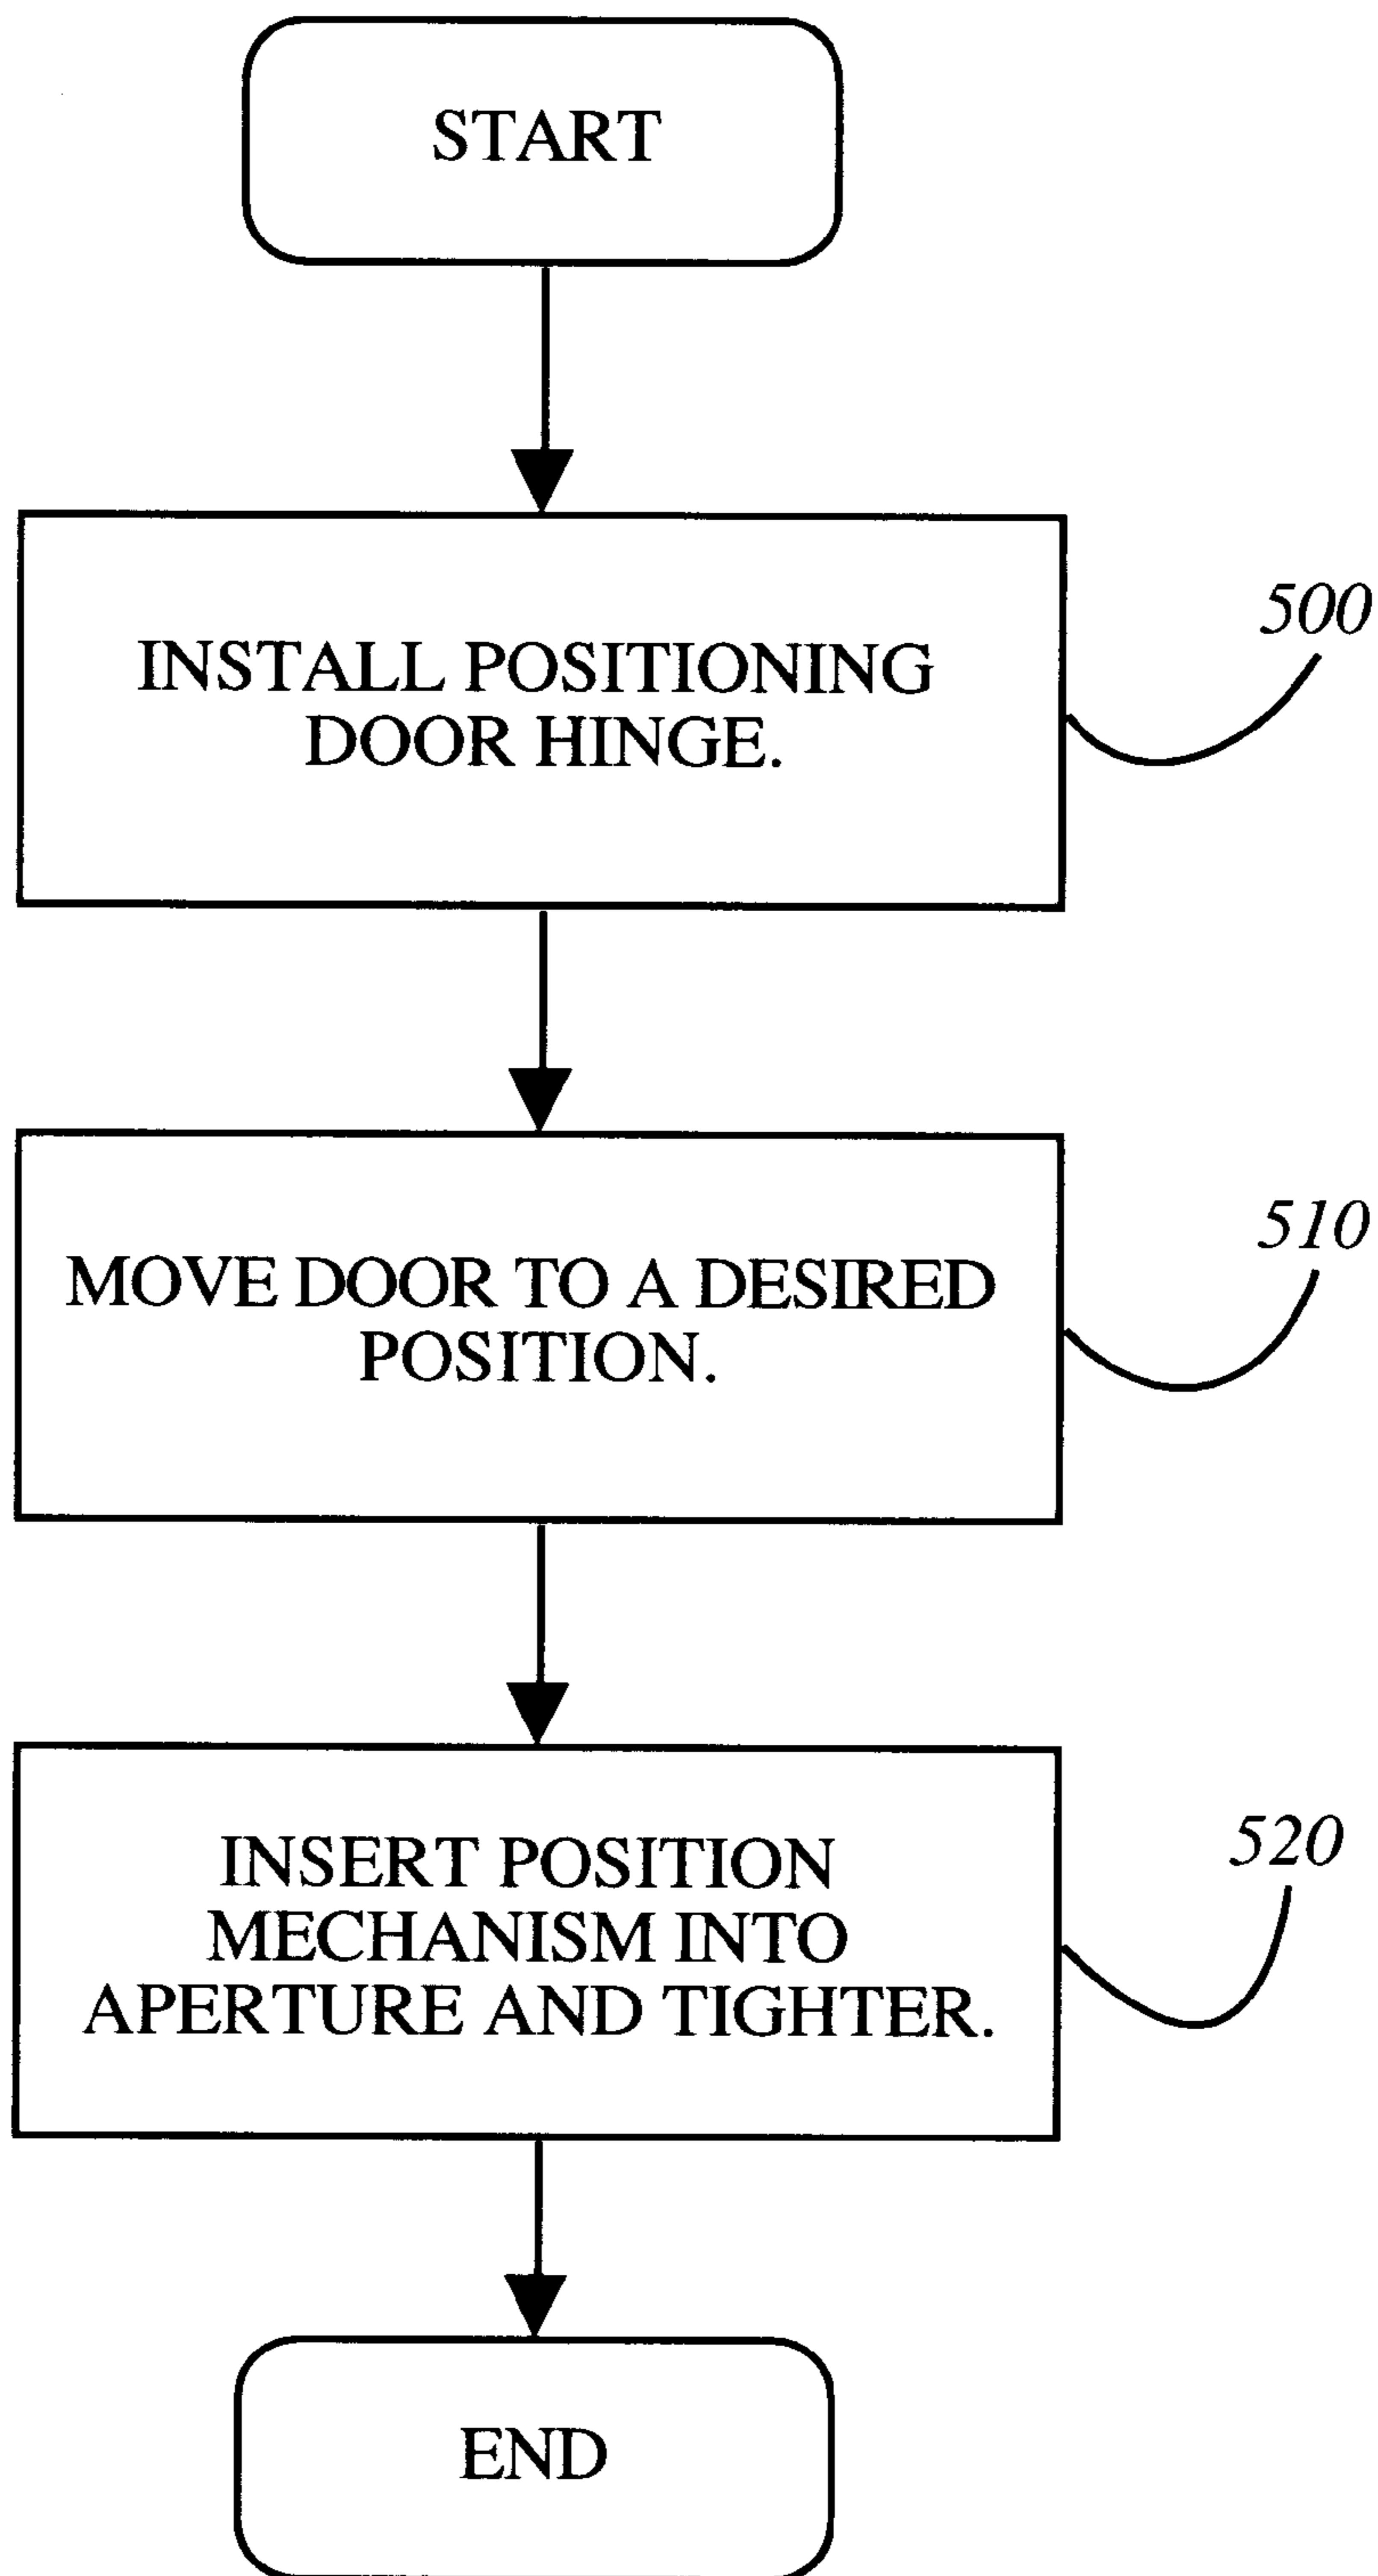 START
INSTALL POSITIONING
DOOR HINGE.
500
MOVE DOOR TO A DESIRED
POSITION.
510
INSERT POSITION
MECHANISM INTO
APERTURE AND TIGHTER.
520
END